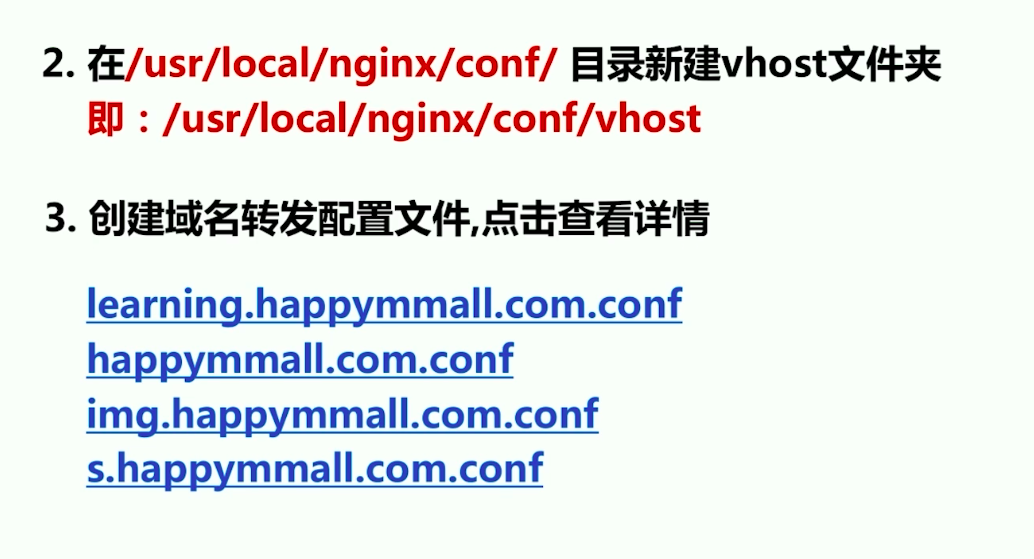 2. 在/usr/local/nginx/conf/ 目录新建vhost文件夹
即：/usr/local/nginx/conf/vhost
3. 创建域名转发配置文件,点击查看详情
learning.happymmall.com.conf
happymmall.com.conf
img.happymmall.com.conf
s.happymmall.com.conf